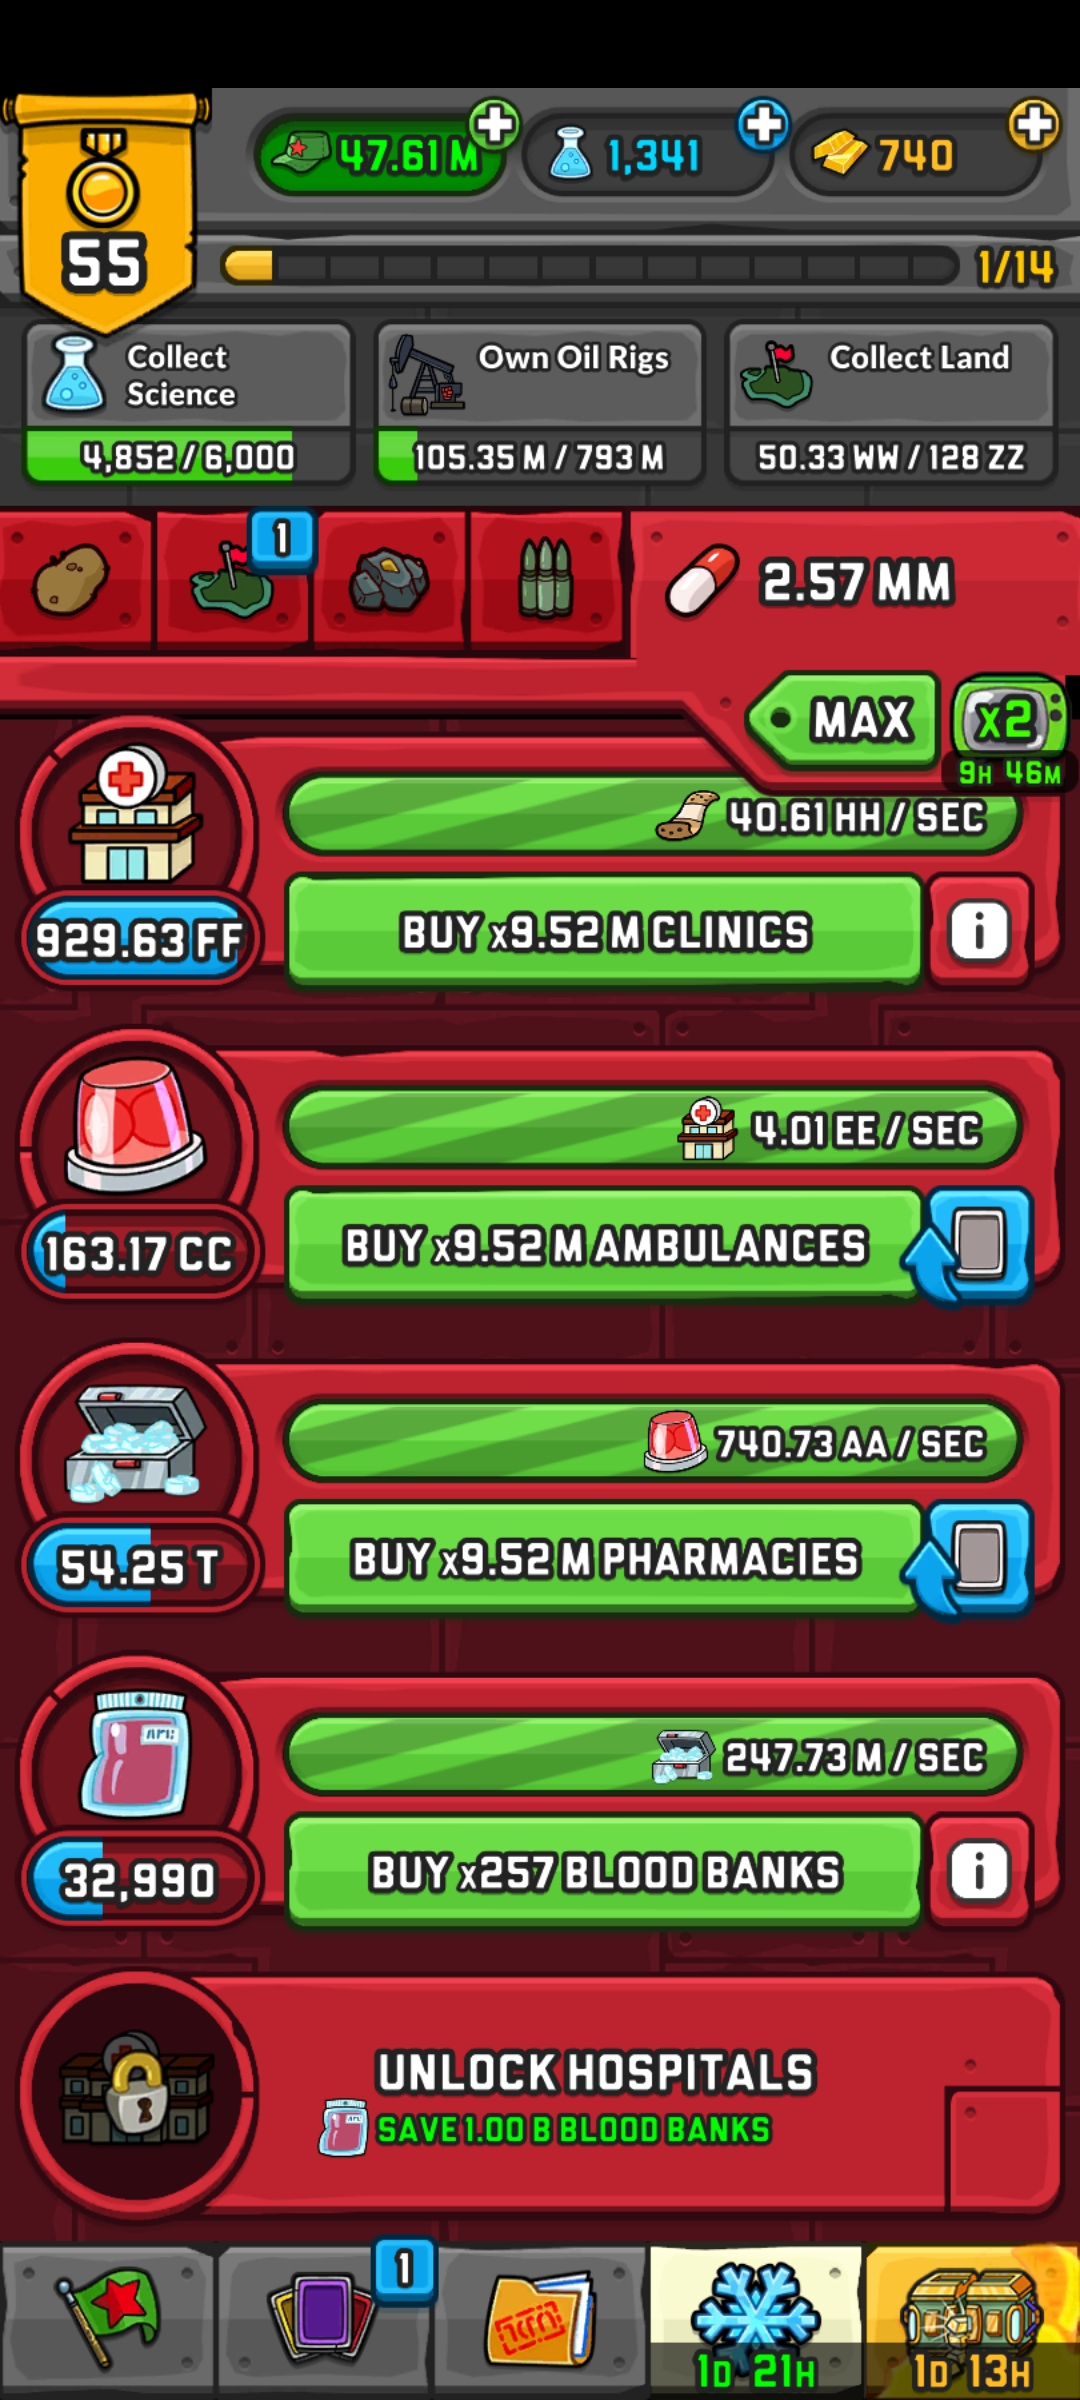 47.61 M
1,341
740
55
1/14
Collect
Science
4,852 / 6,000
Own Oil Rigs
105.35 M / 793 M
Collect Land
50.33 WW / 128 ZZ
1
2.57 MM
MAX
x2
9H 46M
40.61 HH / SEC
929.63 FF
BUY x9.52 M CLINICS
i
4.01 EE / SEC
163.17 CC
BUY x9.52 M AMBULANCES
740.73 AA / SEC
54.25 T
BUY x9.52 M PHARMACIES
247.73 M / SEC
32,990
BUY x257 BLOOD BANKS
i
UNLOCK HOSPITALS
SAVE 1.00 B BLOOD BANKS
1
1D 21H
1D 13H